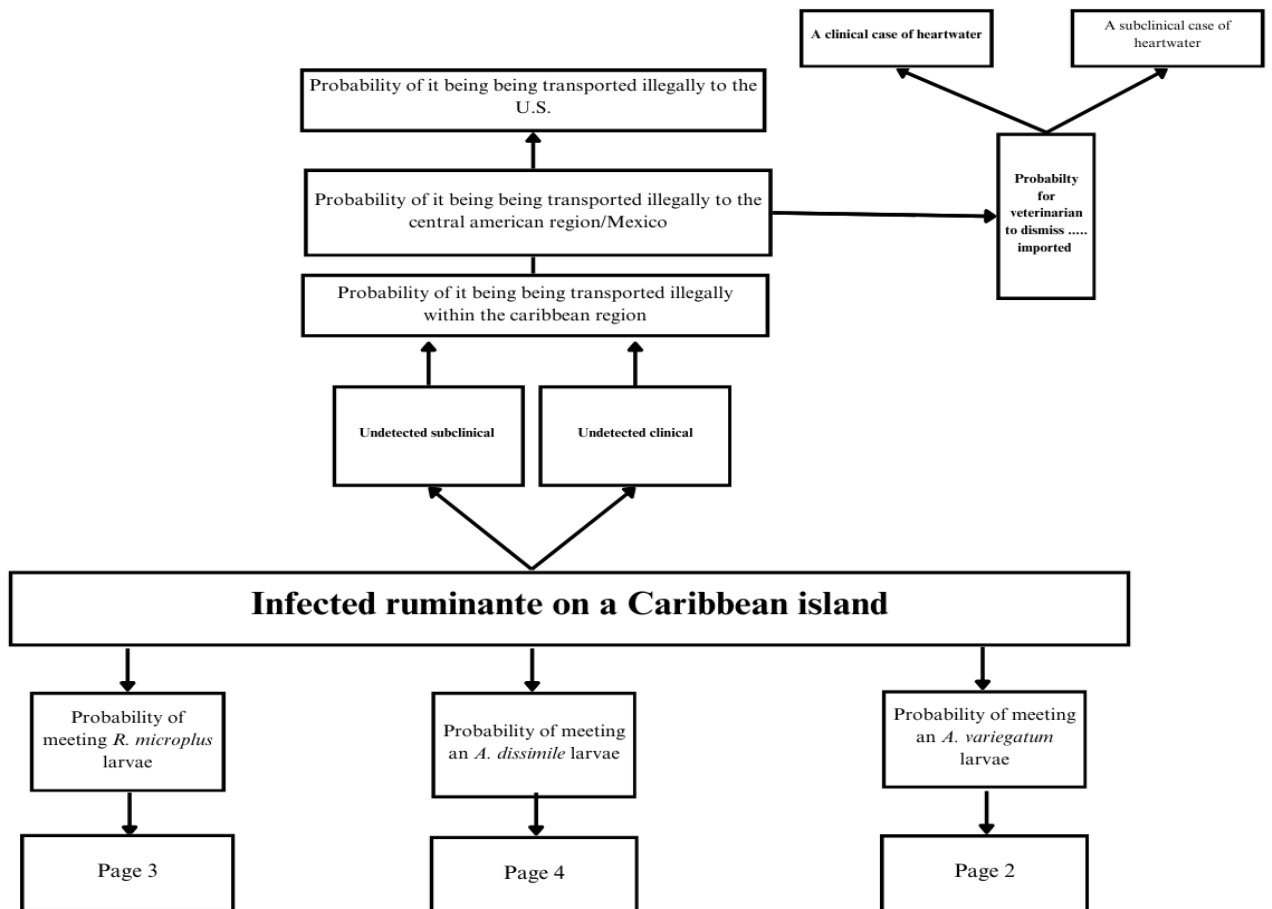 A clinical case of heartwater
A subclinical case of
heartwater
Probability of it being being transported illegally to the
U.S.
Probability of it being being transported illegally to the
central american region/Mexico
Probabilty
for
veterinarian
to dismiss .....
imported
Probability of it being being transported illegally
within the caribbean region
Undetected subclinical
Undetected clinical
Infected ruminante on a Caribbean island
Probability of
meeting R. microplus
larvae
Probability of meeting
an A. dissimile larvae
Probability of meeting
an A. variegatum
larvae
Page 3
Page 4
Page 2